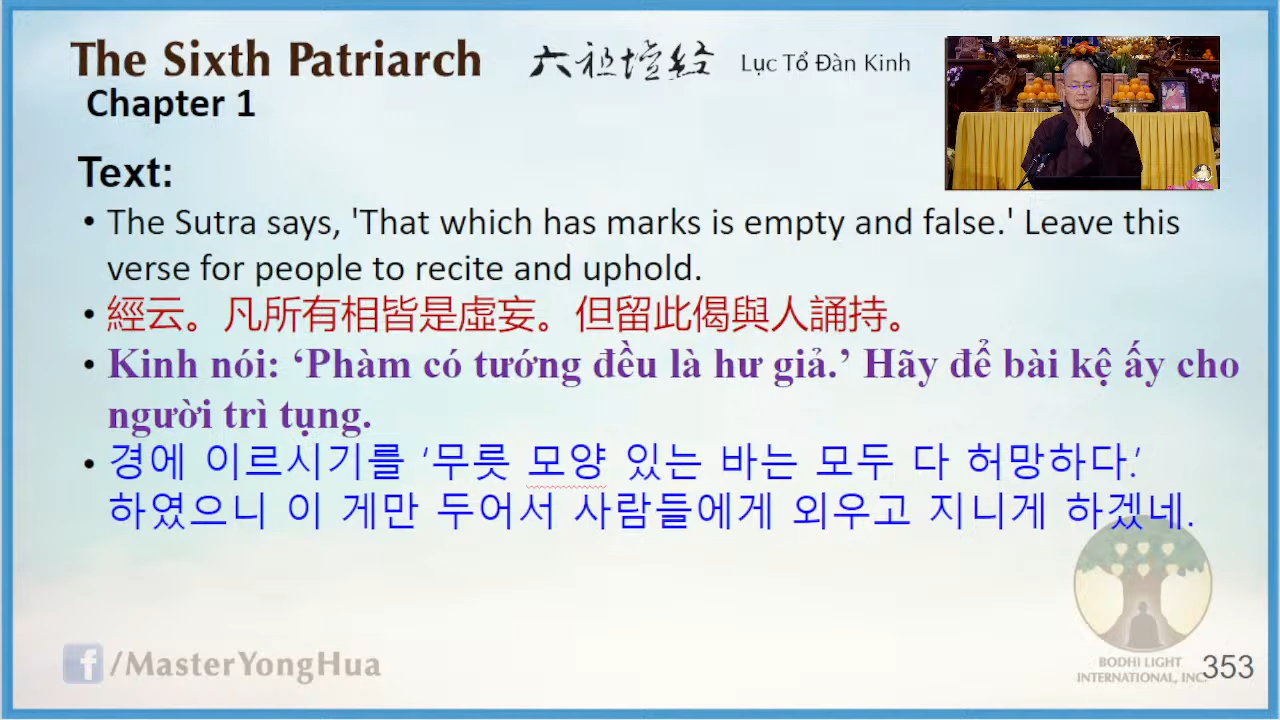 The Sixth Patriarch 六祖壇経 Lục Tổ Đàn Kinh
Chapter 1
Text:
• The Sutra says, 'That which has marks is empty and false.' Leave this
verse for people to recite and uphold.
• 經云。凡所有相皆是虛妄。但留此偈與人誦持。
• Kinh nói: ‘Phàm có tướng đều là hư giả.’ Hãy để bài kệ ấy cho
người trì tụng.
• 경에 이르시기를 ‘무릇 모양 있는 바는 모두 다 허망하다.’
하였으니 이 게만 두어서 사람들에게 외우고 지니게 하겠네.
f /MasterYongHua
BODHI LIGHT
INTERNATIONAL, INC.
353